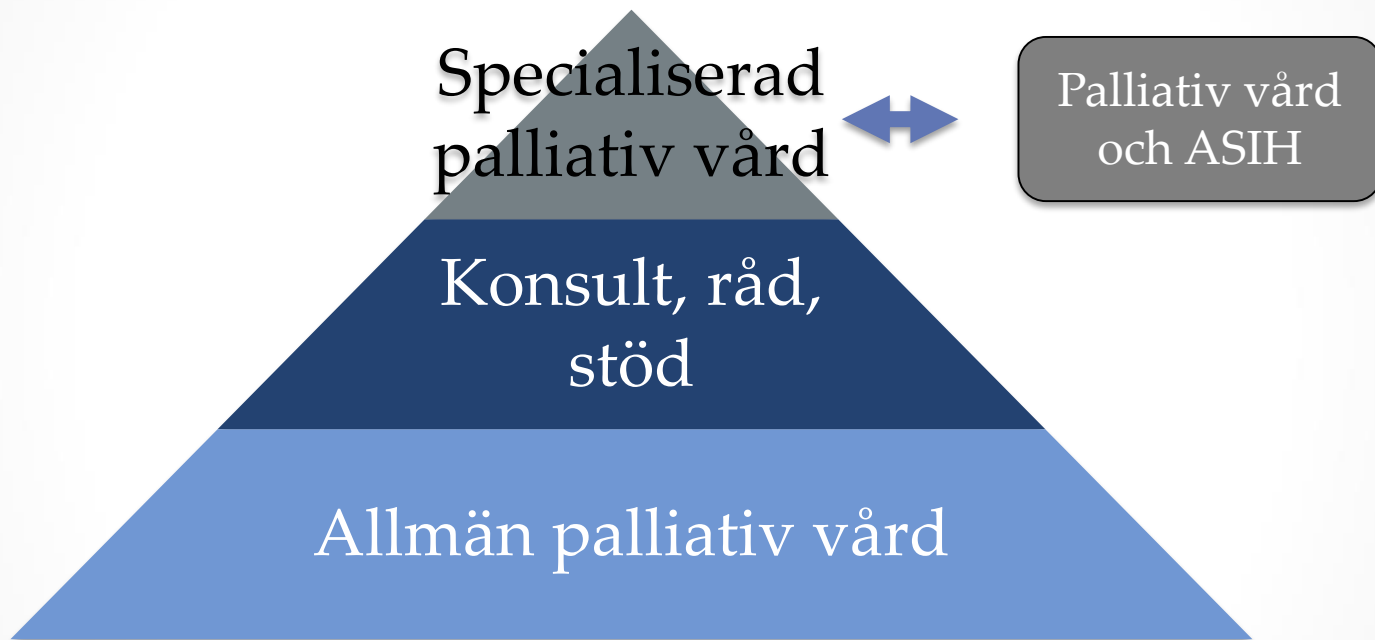 Specialiserad
palliativ vård
Palliativ vård
och ASIH
Konsult, råd,
stöd
Allmän palliativ vård